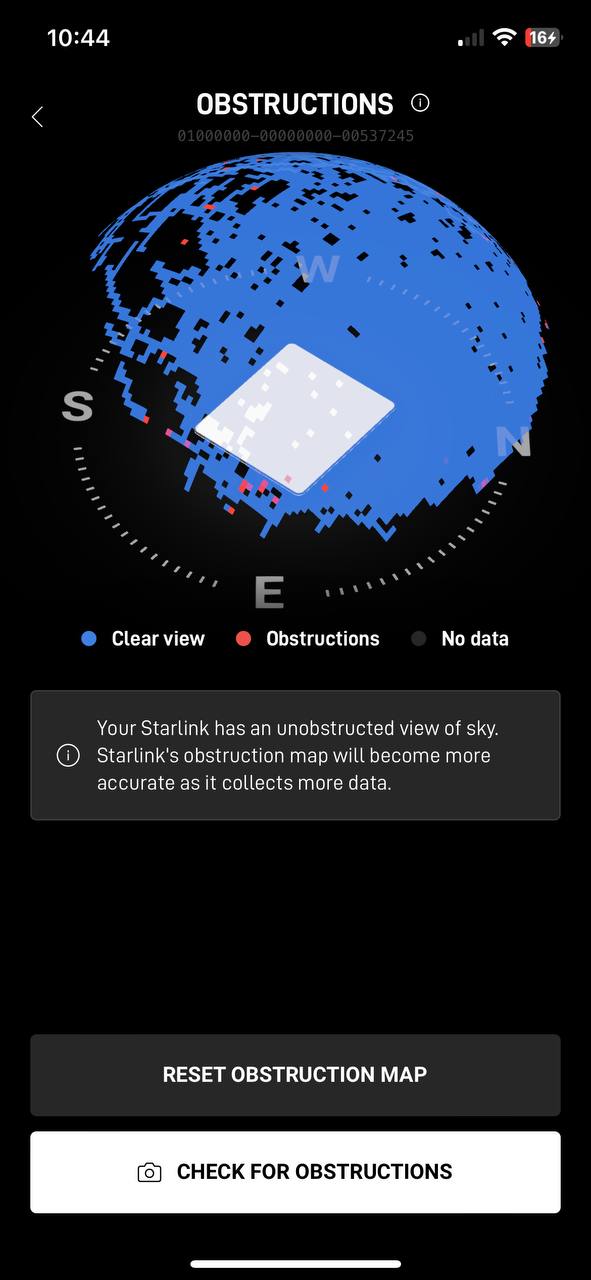 10:44
16
OBSTRUCTIONS
01000000-00000000-00537245
W
S
N
E
Clear view
Obstructions
No data
Your Starlink has an unobstructed view of sky.
Starlink's obstruction map will become more
accurate as it collects more data.
RESET OBSTRUCTION MAP
CHECK FOR OBSTRUCTIONS